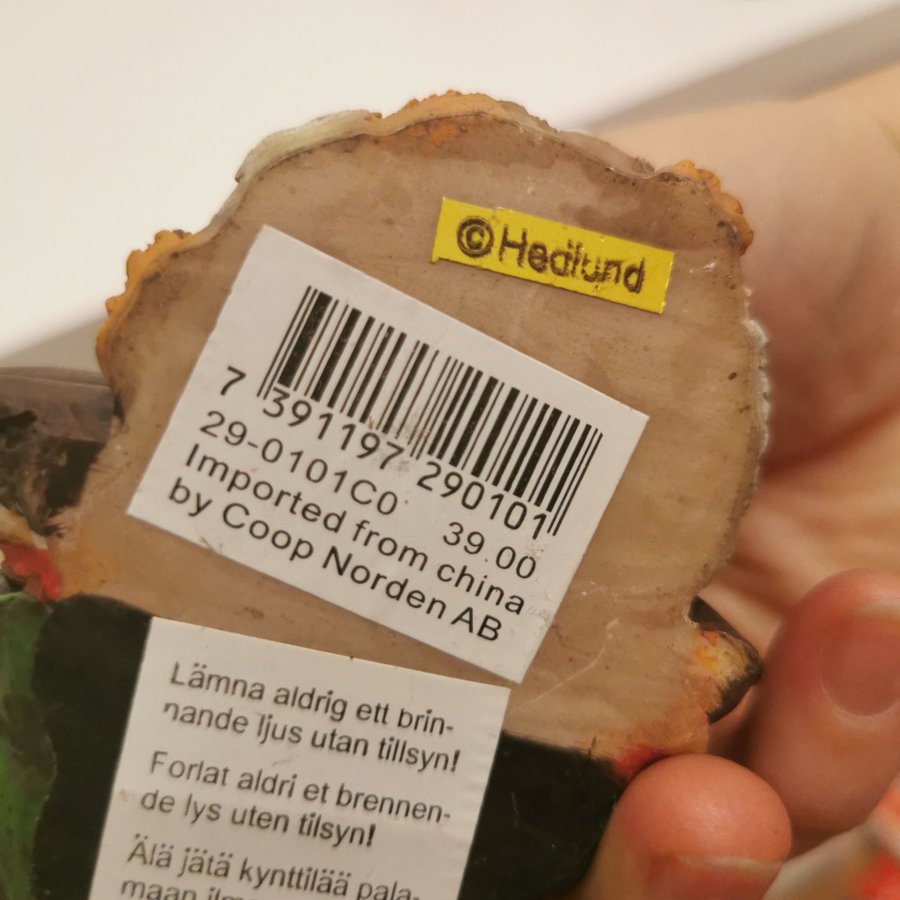 ©Hedlund
7 391197 290101
29-0101C0 39.00
Imported from china
by Coop Norden AB
Lämna aldrig ett brin-
nande ljus utan tillsyn!
Forlat aldri et brennen-
de lys uten tilsyn!
Älä jätä kynttilää pala-
maan